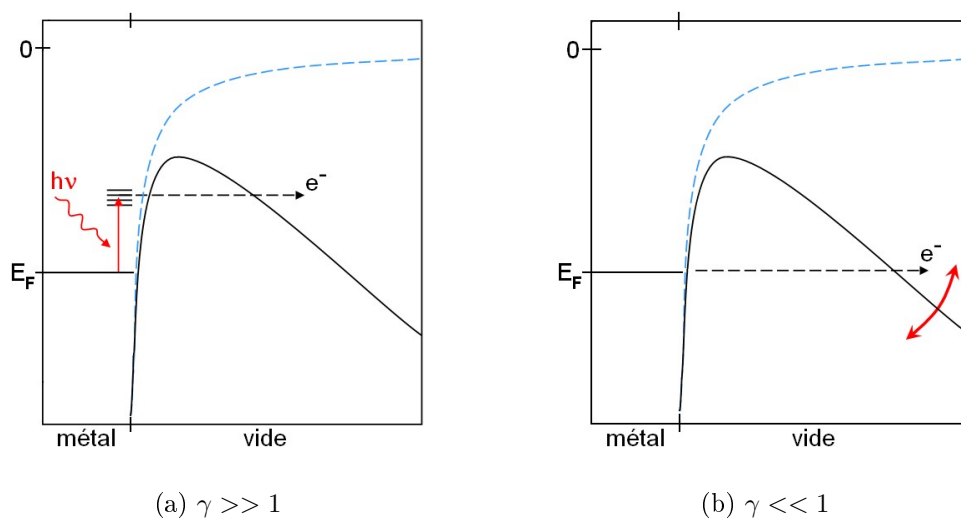 0
hν
e⁻
E_F
métal vide
(a) γ >> 1
0
e⁻
E_F
métal vide
(b) γ << 1